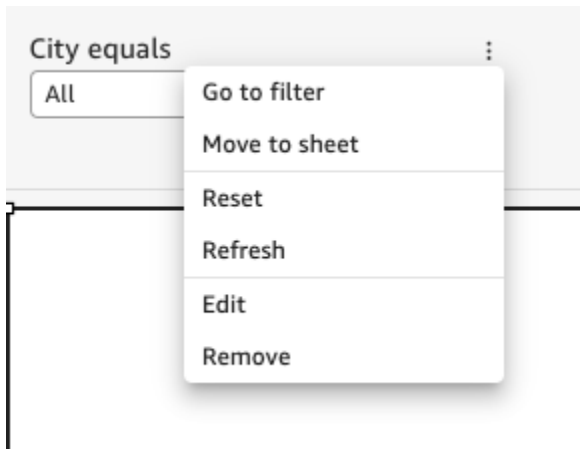 City equals
All
Go to filter
Move to sheet
Reset
Refresh
Edit
Remove